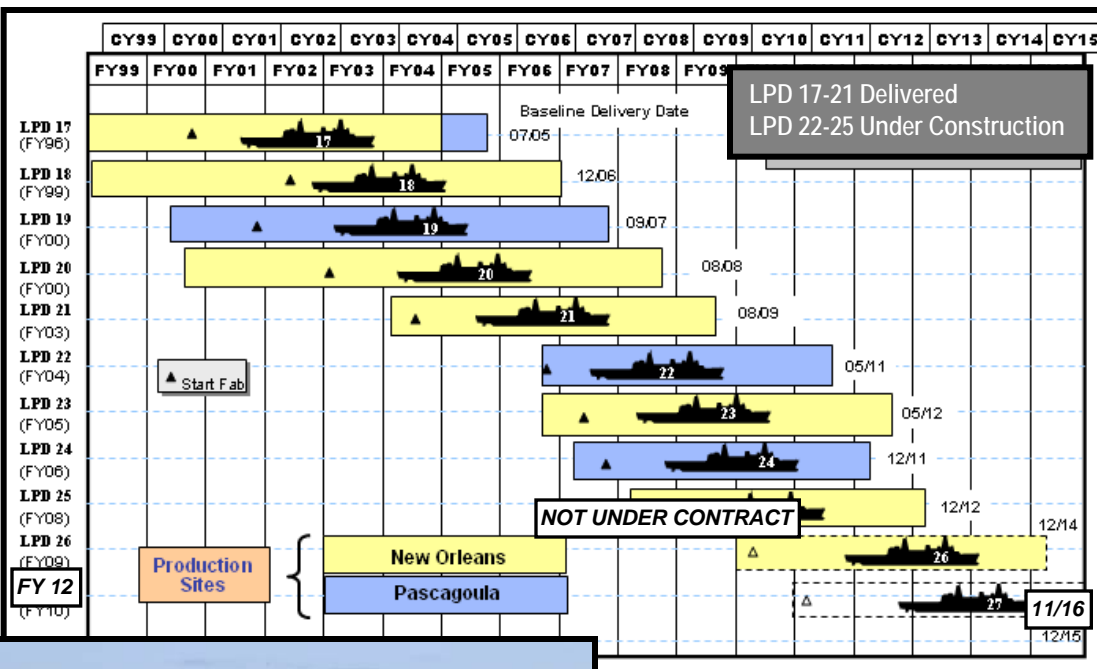 CY99 CY00 CY01 CY02 CY03 CY04 CY05 CY06 CY07 CY08 CY09 CY10 CY11 CY12 CY13 CY14 CY15
FY99 FY00 FY01 FY02 FY03 FY04 FY05 FY06 FY07 FY08 FY09
LPD 17-21 Delivered
LPD 22-25 Under Construction
Baseline Delivery Date
LPD 17
(FY96)
17
07/05
LPD 18
(FY99)
18
12/06
LPD 19
(FY00)
19
09/07
LPD 20
(FY00)
20
08/08
LPD 21
(FY03)
21
08/09
LPD 22
(FY04)
▲ Start Fab
22
05/11
LPD 23
(FY05)
23
05/12
LPD 24
(FY06)
24
12/11
LPD 25
(FY08)
NOT UNDER CONTRACT
12/12
LPD 26
(FY09)
26
12/14
Production
Sites
New Orleans
Pascagoula
FY 12
(FY10)
27
11/16
12/15